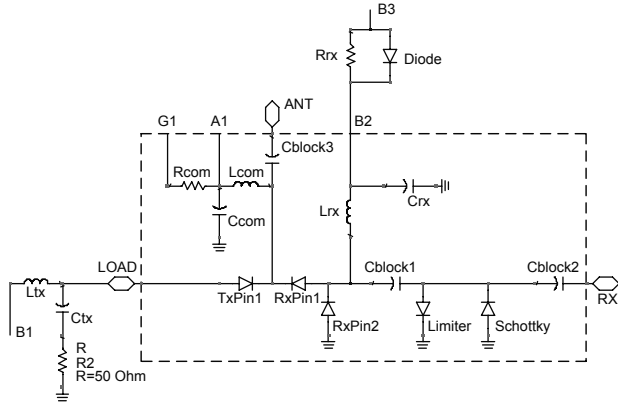 B3
Rrx
Diode
ANT
G1
A1
B2
Cblock3
Rcom
Lcom
Ccom
Lrx
Crx
LOAD
Ltx
Ctx
B1
R
R2
R=50 Ohm
TxPin1
RxPin1
RxPin2
Cblock1
Limiter
Schottky
Cblock2
RX